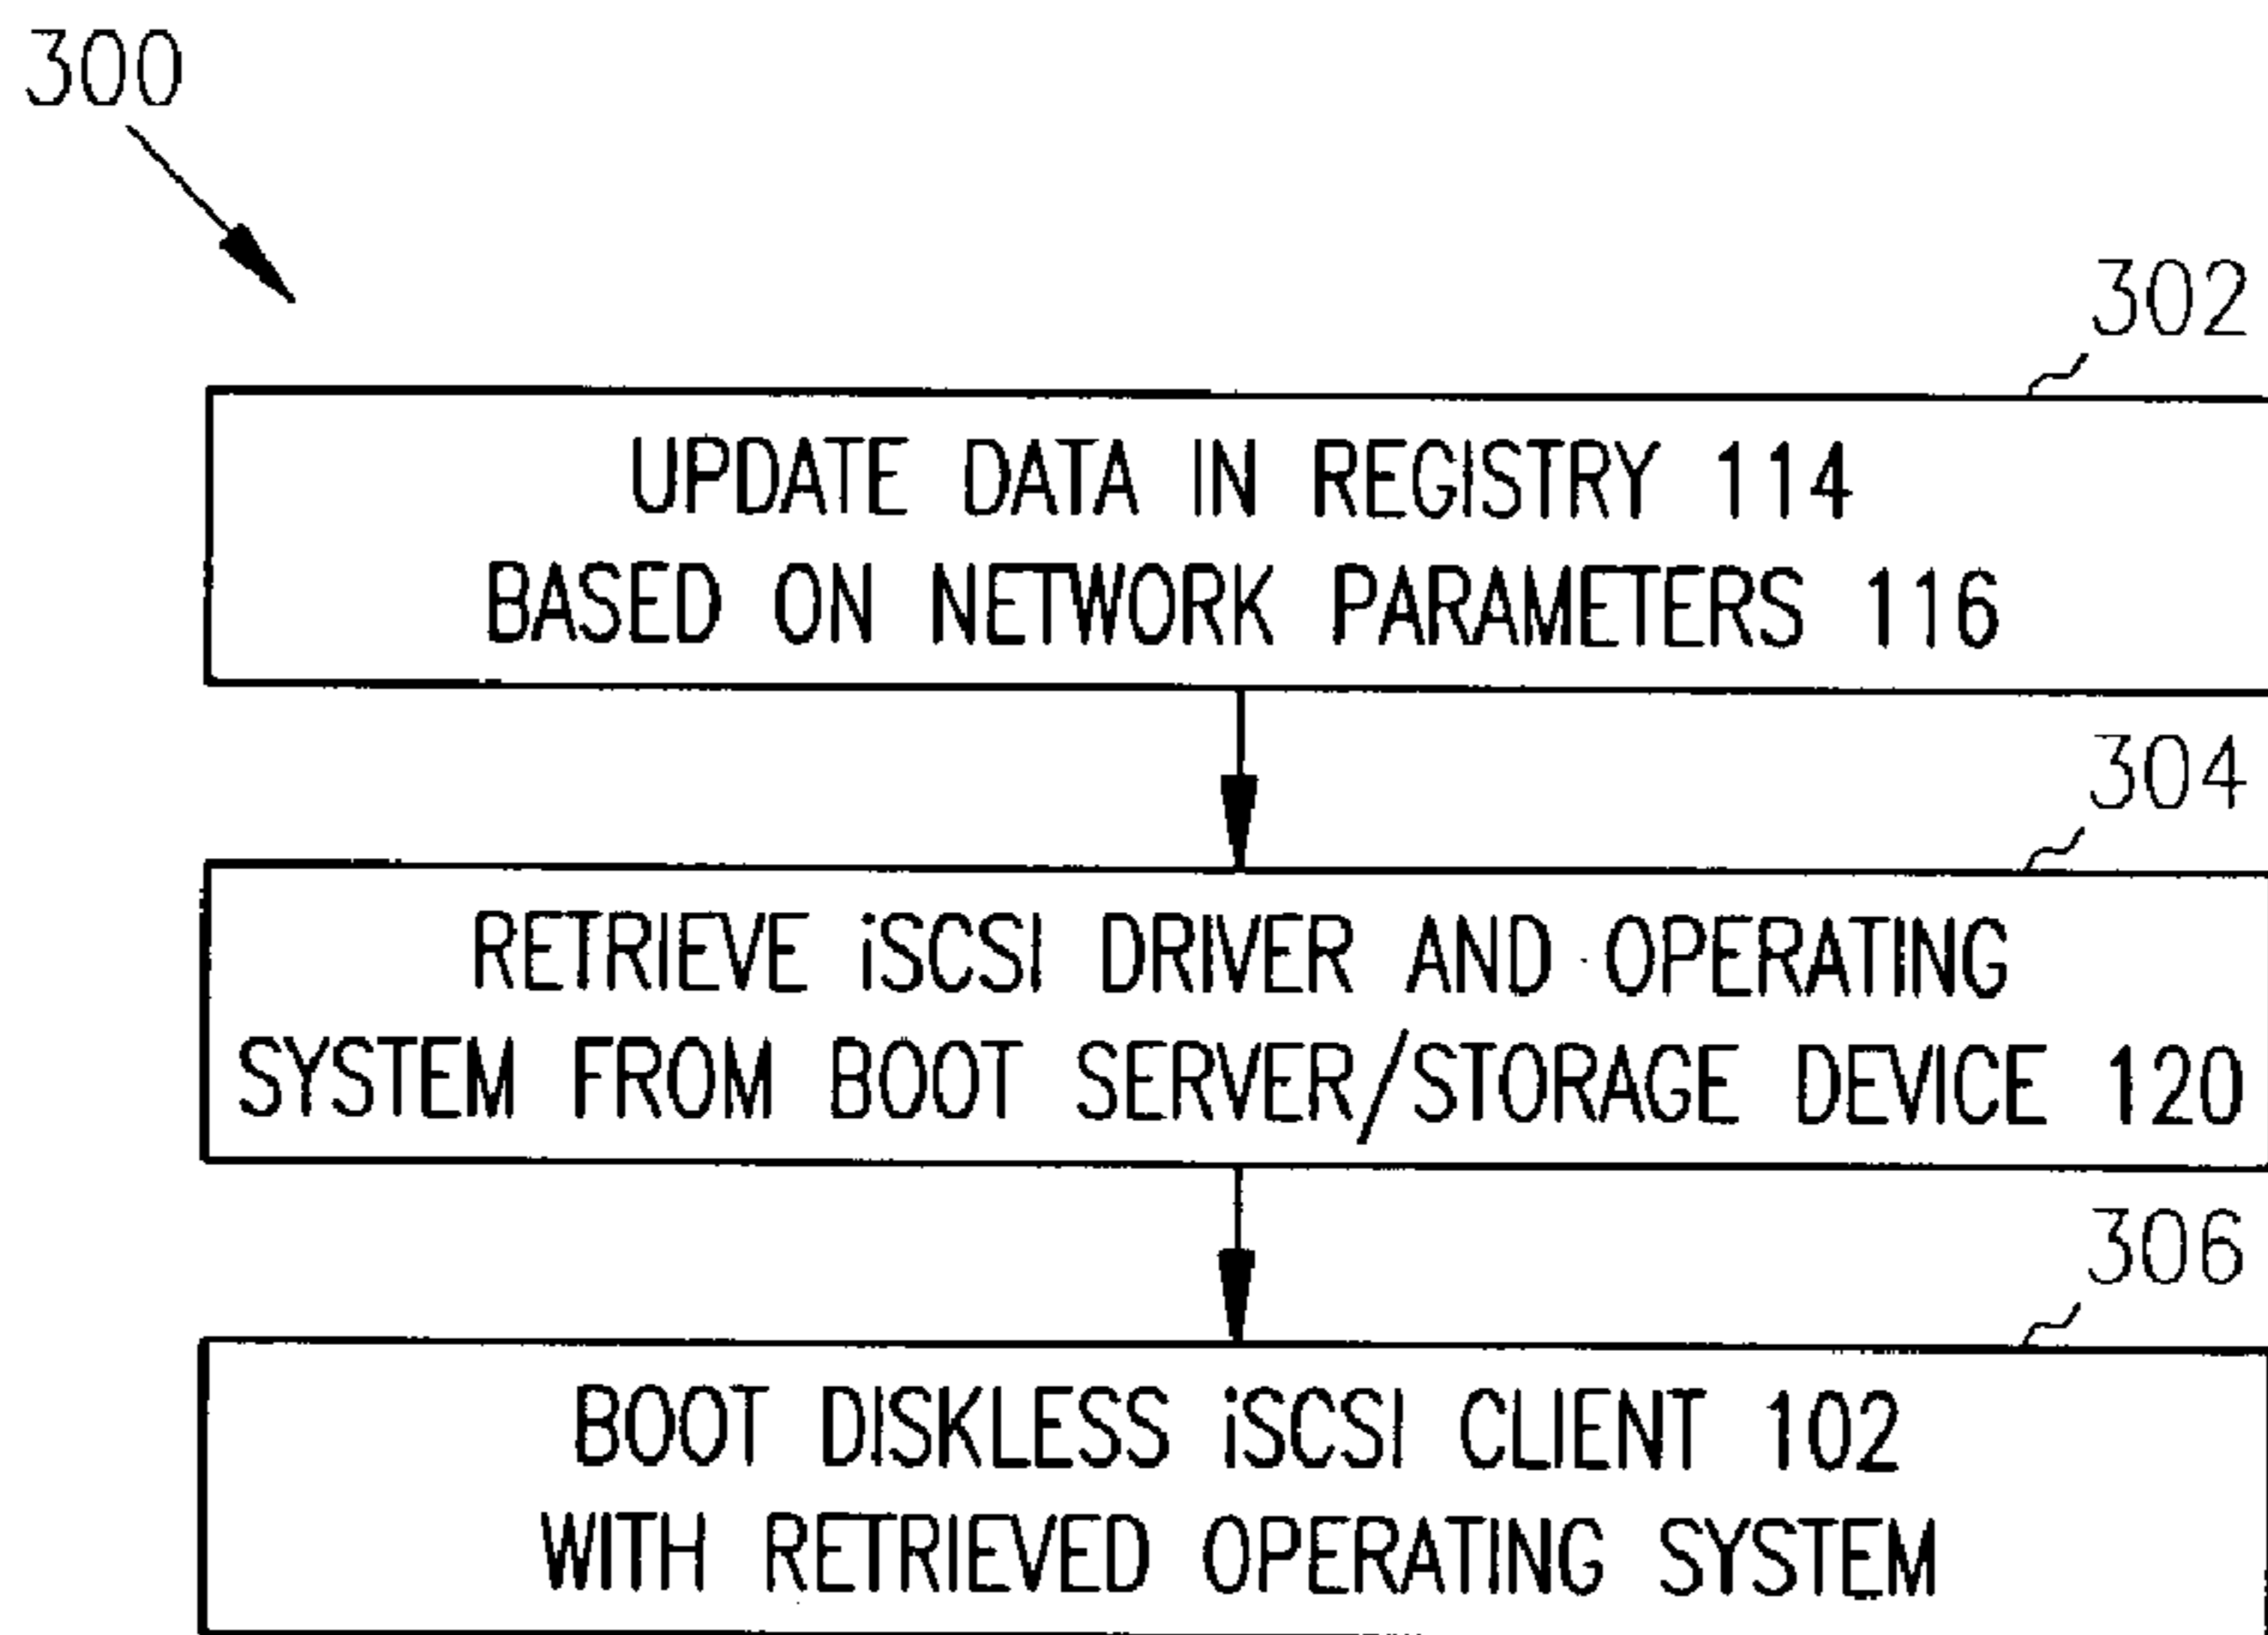 300
302
UPDATE DATA IN REGISTRY 114
BASED ON NETWORK PARAMETERS 116
304
RETRIEVE iSCSI DRIVER AND OPERATING
SYSTEM FROM BOOT SERVER/STORAGE DEVICE 120
306
BOOT DISKLESS iSCSI CLIENT 102
WITH RETRIEVED OPERATING SYSTEM